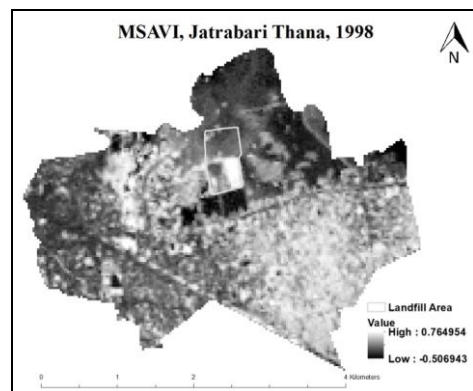 MSAVI, Jatrabari Thana, 1998
N
Landfill Area
Value
High : 0.764954
Low : -0.506943
0 1 2 4 Kilometers